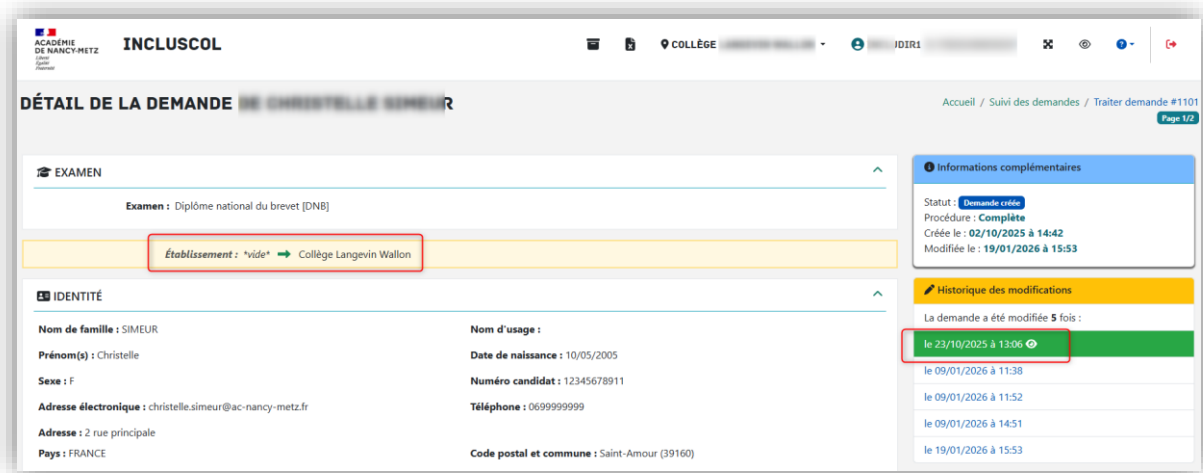 ACADÉMIE
DE NANCY-METZ
Liberté
Égalité
Fraternité
INCLUSCOL
COLLÈGE
DIR1
DÉTAIL DE LA DEMANDE
Accueil / Suivi des demandes / Traiter demande #1101
Page 1/2
EXAMEN
Examen : Diplôme national du brevet [DNB]
Établissement : *vide* → Collège Langevin Wallon
IDENTITÉ
Nom de famille : SIMEUR
Nom d'usage :
Prénom(s) : Christelle
Date de naissance : 10/05/2005
Sexe : F
Numéro candidat : 12345678911
Adresse électronique : christelle.simeur@ac-nancy-metz.fr
Téléphone : 0699999999
Adresse : 2 rue principale
Pays : FRANCE
Code postal et commune : Saint-Amour (39160)
Informations complémentaires
Statut : Demande créée
Procédure : Complète
Créée le : 02/10/2025 à 14:42
Modifiée le : 19/01/2026 à 15:53
Historique des modifications
La demande a été modifiée 5 fois :
le 23/10/2025 à 13:06
le 09/01/2026 à 11:38
le 09/01/2026 à 11:52
le 09/01/2026 à 14:51
le 19/01/2026 à 15:53